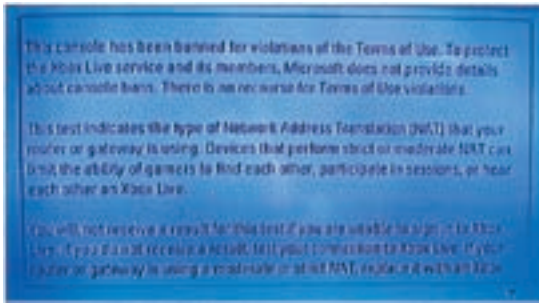 This console has been banned for violations of the Terms of Use. To protect
the Xbox Live service and its members, Microsoft does not provide details
about console bans. There is no recourse for Terms of Use violations.
This test indicates the type of Network Address Translation (NAT) that your
router or gateway is using. Devices that perform strict or moderate NAT can
limit the ability of gamers to find each other, participate in sessions, or hear
each other on Xbox Live.
You will not receive a result for this test if you are unable to sign in to Xbox
Live. If you do not receive a result, test your connection to Xbox Live. If your
router or gateway is using a moderate or strict NAT, replace it with an Xbox